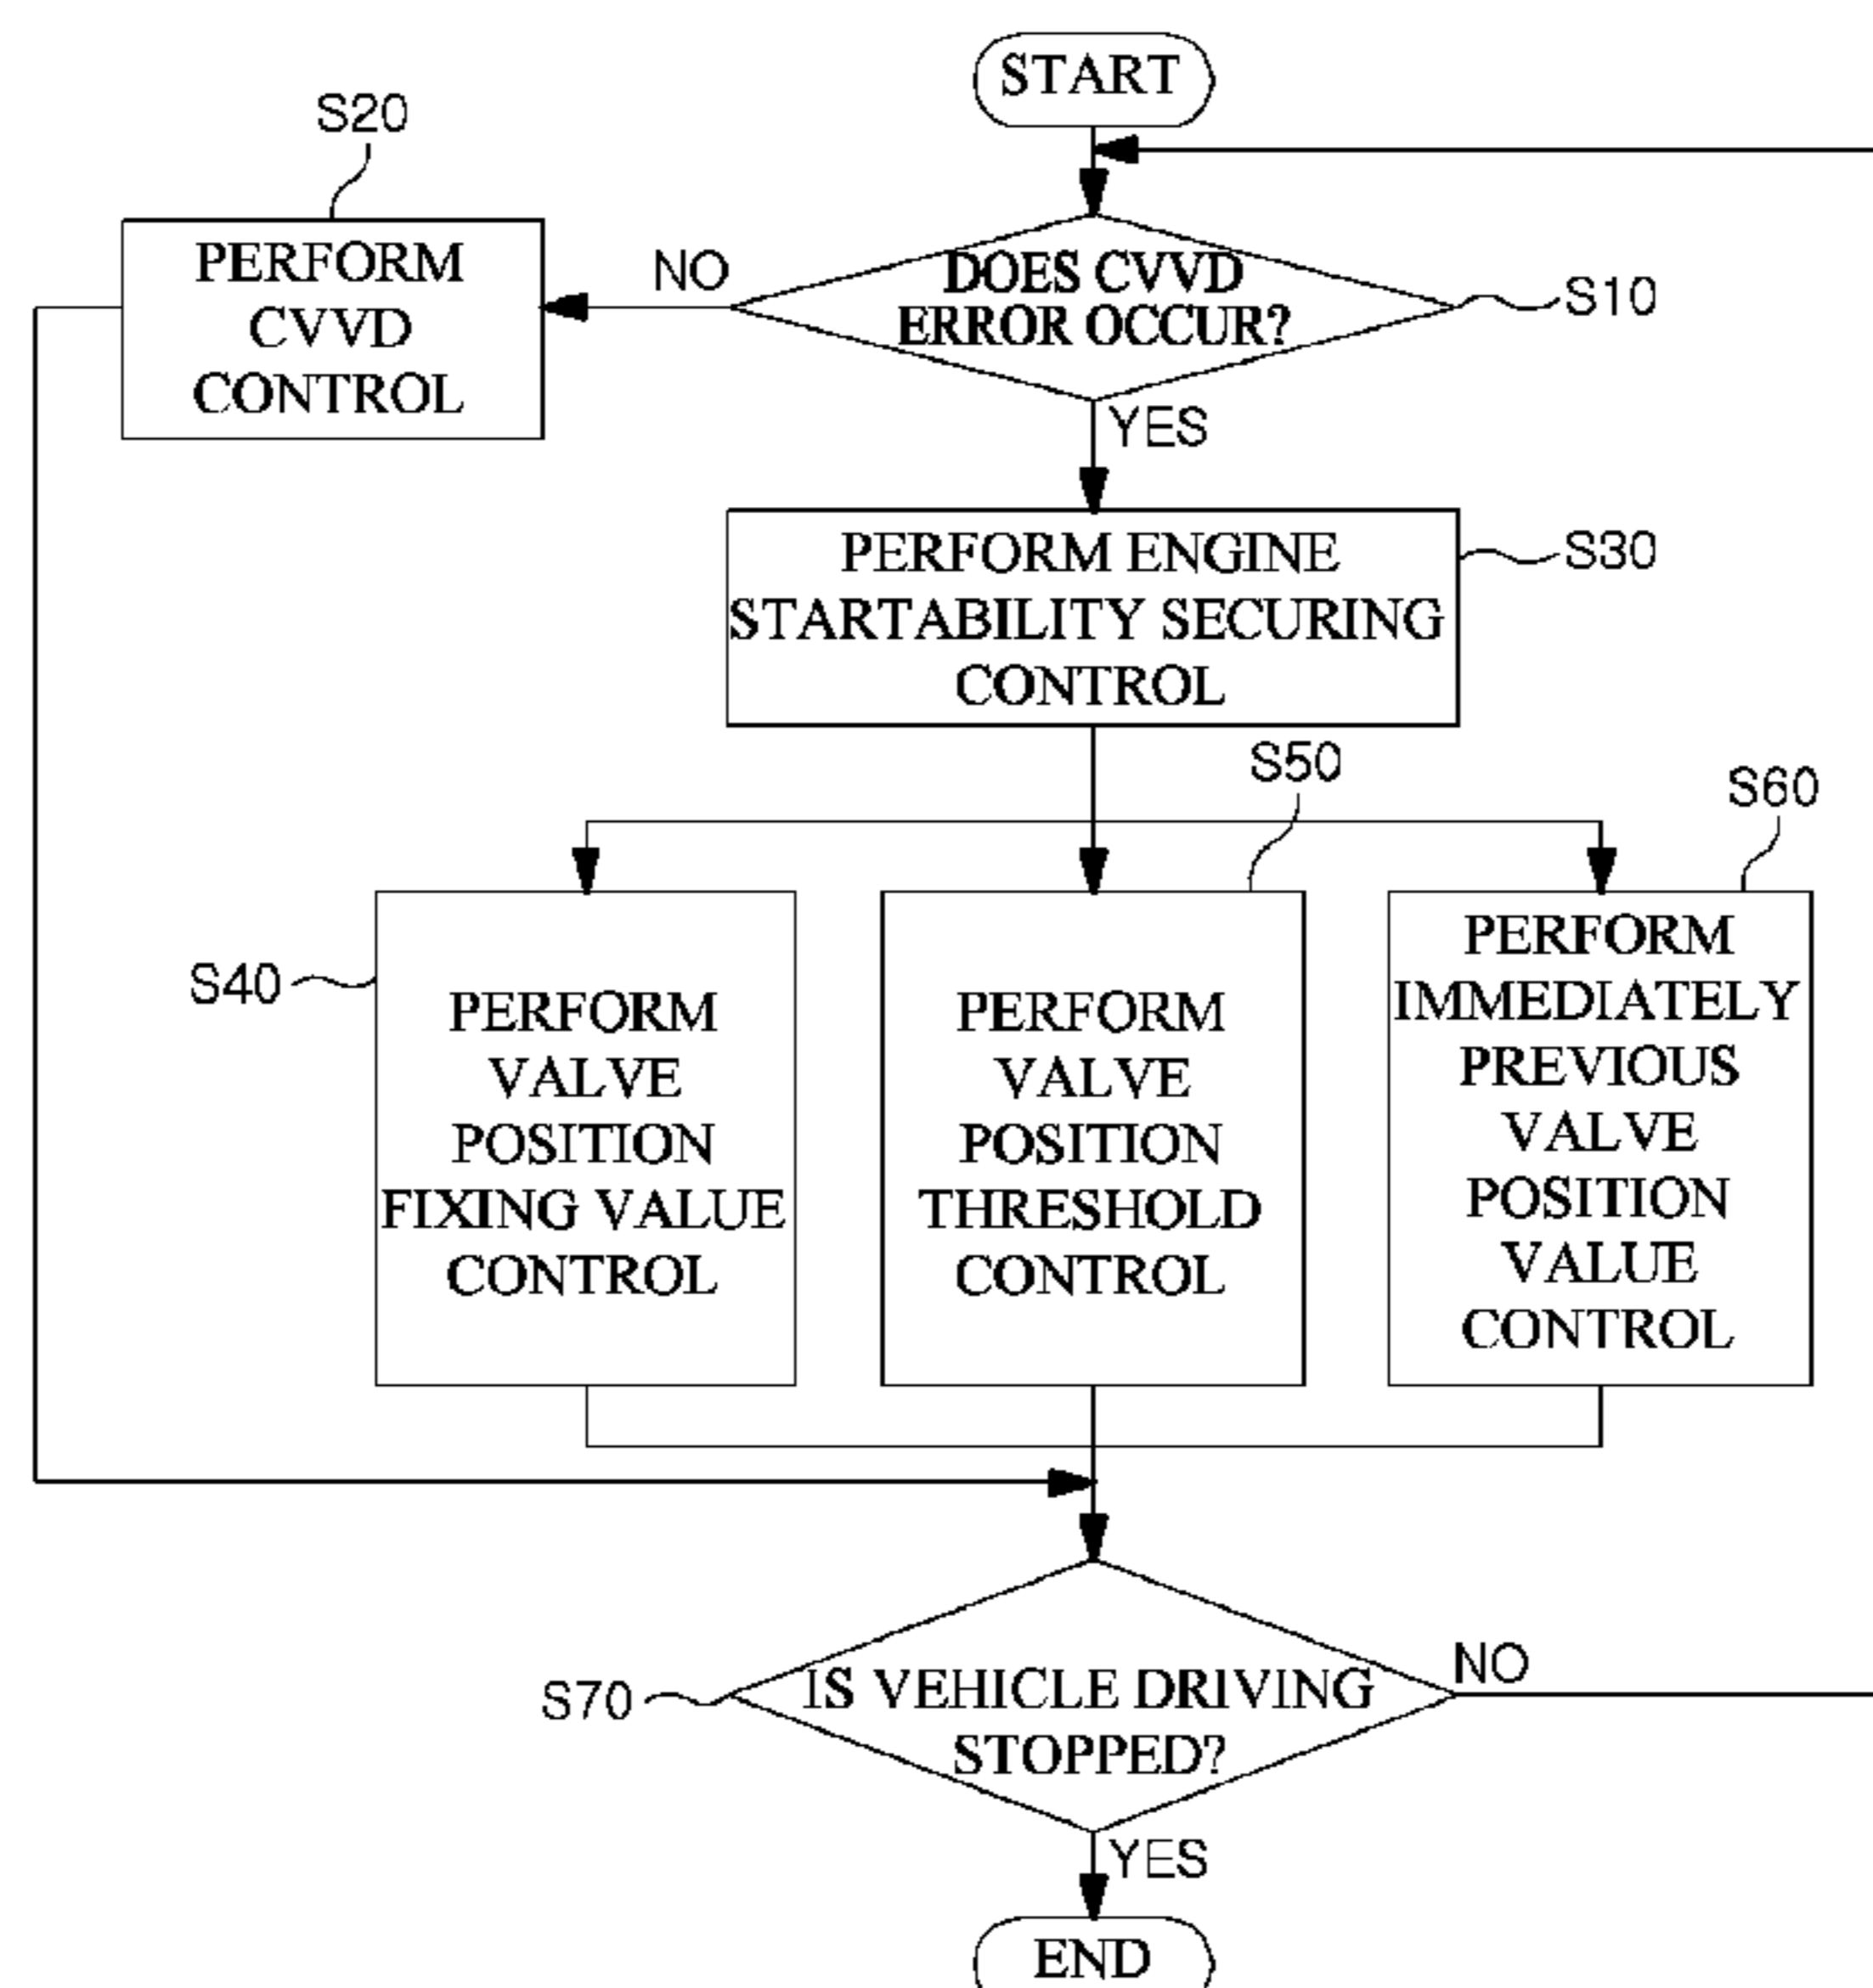 START
S20
PERFORM
CVVD
CONTROL
NO
DOES CVVD
ERROR OCCUR?
S10
YES
PERFORM ENGINE
STARTABILITY SECURING
CONTROL
S30
S50
S60
S40
PERFORM
VALVE
POSITION
FIXING VALUE
CONTROL
PERFORM
VALVE
POSITION
THRESHOLD
CONTROL
PERFORM
IMMEDIATELY
PREVIOUS
VALVE
POSITION
VALUE
CONTROL
S70
IS VEHICLE DRIVING
STOPPED?
NO
YES
END